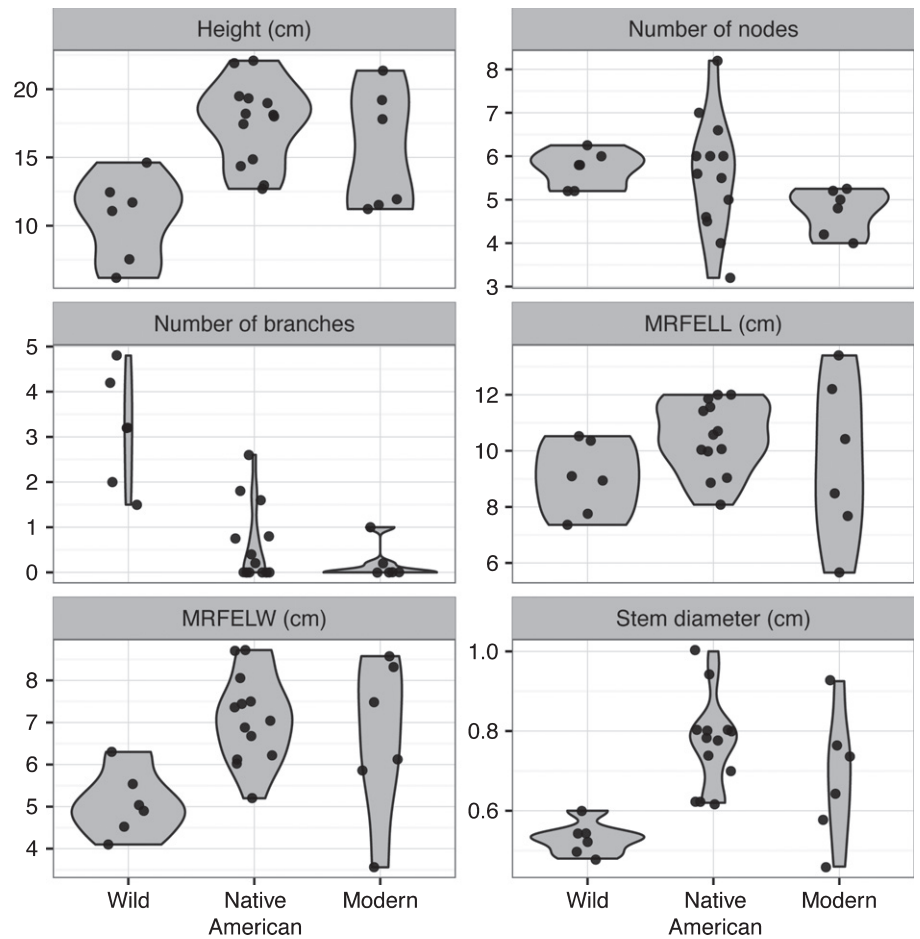 Height (cm)
Number of nodes
20
15
10
8
7
6
5
4
3
Number of branches
MRFELL (cm)
5
4
3
2
1
0
12
10
8
6
MRFELW (cm)
Stem diameter (cm)
8
7
6
5
4
1.0
0.8
0.6
Wild
Native
American
Modern
Wild
Native
American
Modern